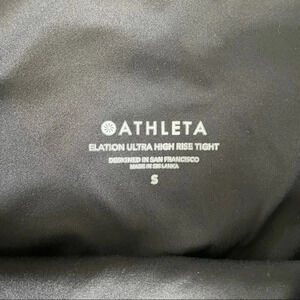 ATHLETA
ELATION ULTRA HIGH RISE TIGHT
DESIGNED IN SAN FRANCISCO
MADE IN SRI LANKA
S